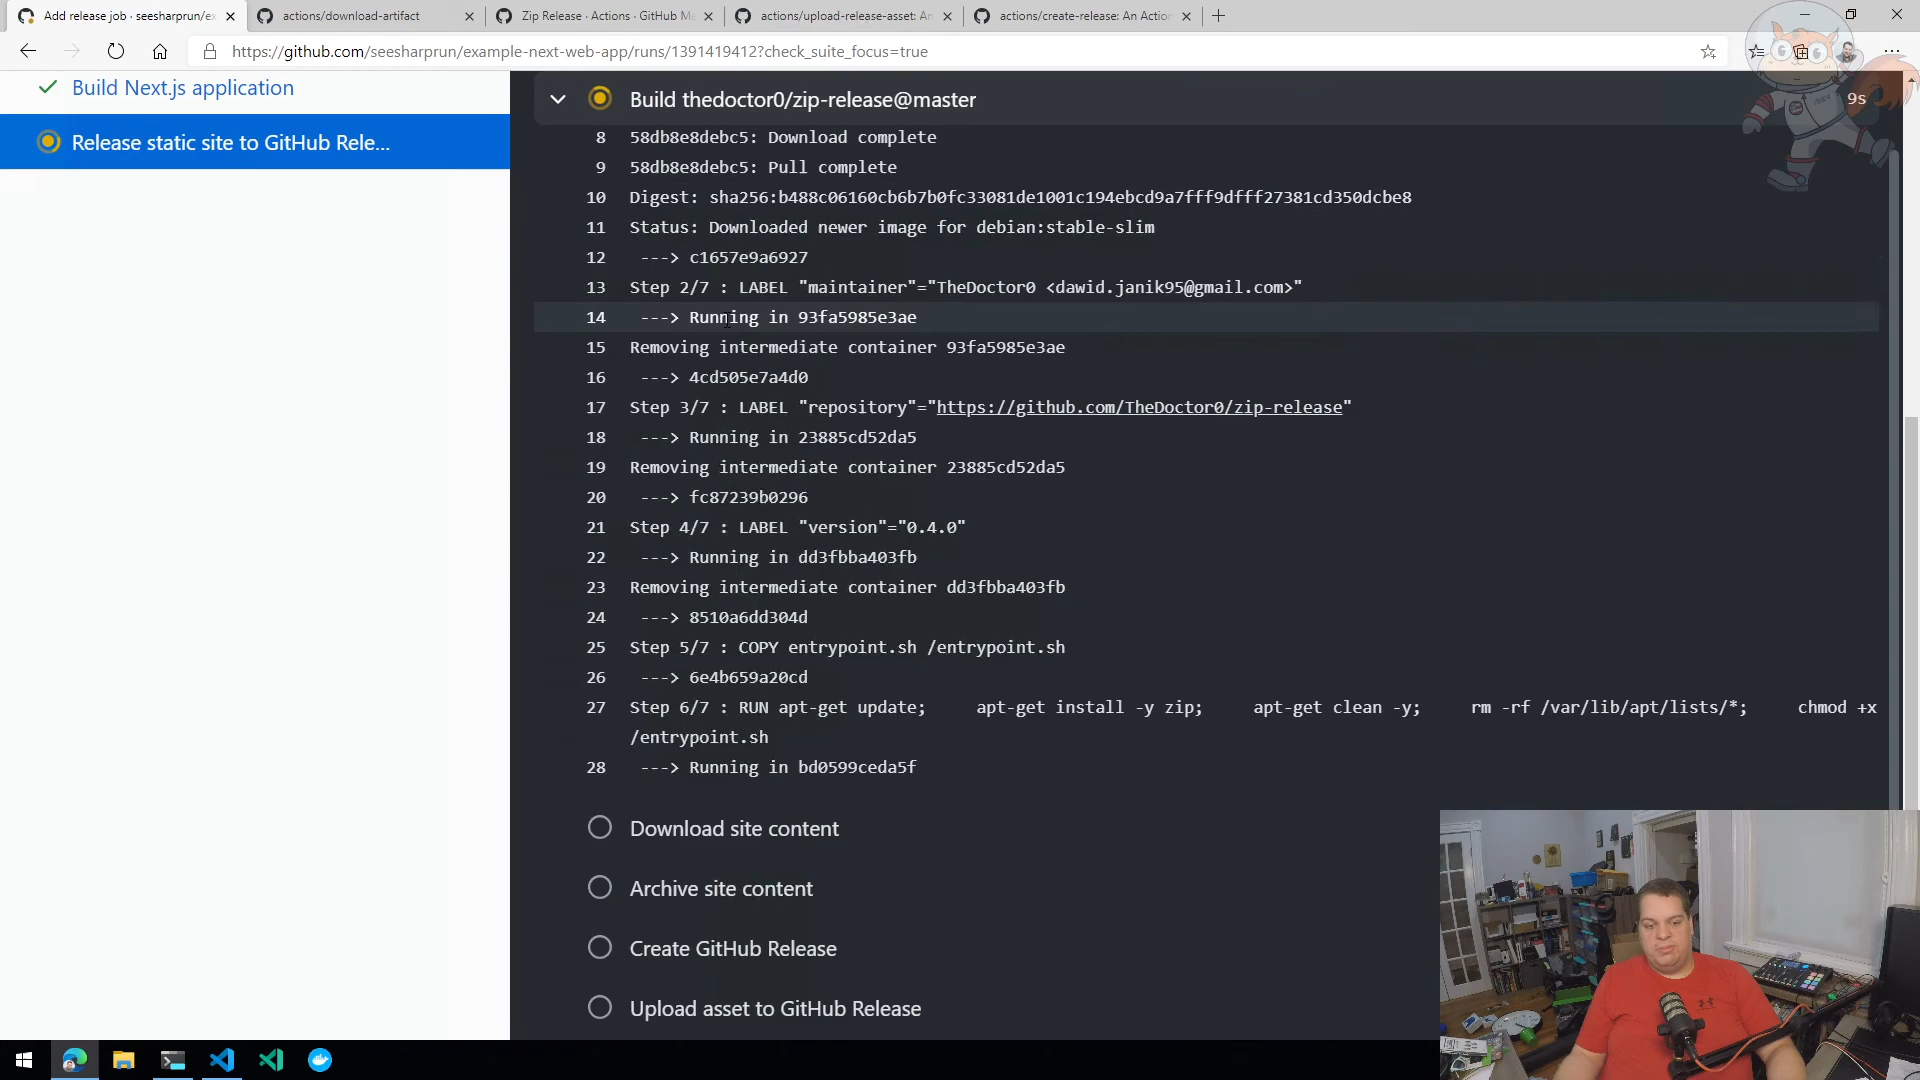 Add release job · seesharprun/ex
actions/download-artifact
Zip Release · Actions · GitHub Ma
actions/upload-release-asset: An
actions/create-release: An Action
https://github.com/seesharprun/example-next-web-app/runs/1391419412?check_suite_focus=true
Build Next.js application
Release static site to GitHub Rele...
Build thedoctor0/zip-release@master
9s
8 58db8e8debc5: Download complete
9 58db8e8debc5: Pull complete
10 Digest: sha256:b488c06160cb6b7b0fc33081de1001c194ebcd9a7fff9dfff27381cd350dcbe8
11 Status: Downloaded newer image for debian:stable-slim
12 ---> c1657e9a6927
13 Step 2/7 : LABEL "maintainer"="TheDoctor0 <dawid.janik95@gmail.com>"
14 ---> Running in 93fa5985e3ae
15 Removing intermediate container 93fa5985e3ae
16 ---> 4cd505e7a4d0
17 Step 3/7 : LABEL "repository"="https://github.com/TheDoctor0/zip-release"
18 ---> Running in 23885cd52da5
19 Removing intermediate container 23885cd52da5
20 ---> fc87239b0296
21 Step 4/7 : LABEL "version"="0.4.0"
22 ---> Running in dd3fbba403fb
23 Removing intermediate container dd3fbba403fb
24 ---> 8510a6dd304d
25 Step 5/7 : COPY entrypoint.sh /entrypoint.sh
26 ---> 6e4b659a20cd
27 Step 6/7 : RUN apt-get update; apt-get install -y zip; apt-get clean -y; rm -rf /var/lib/apt/lists/*; chmod +x
/entrypoint.sh
28 ---> Running in bd0599ceda5f
Download site content
Archive site content
Create GitHub Release
Upload asset to GitHub Release